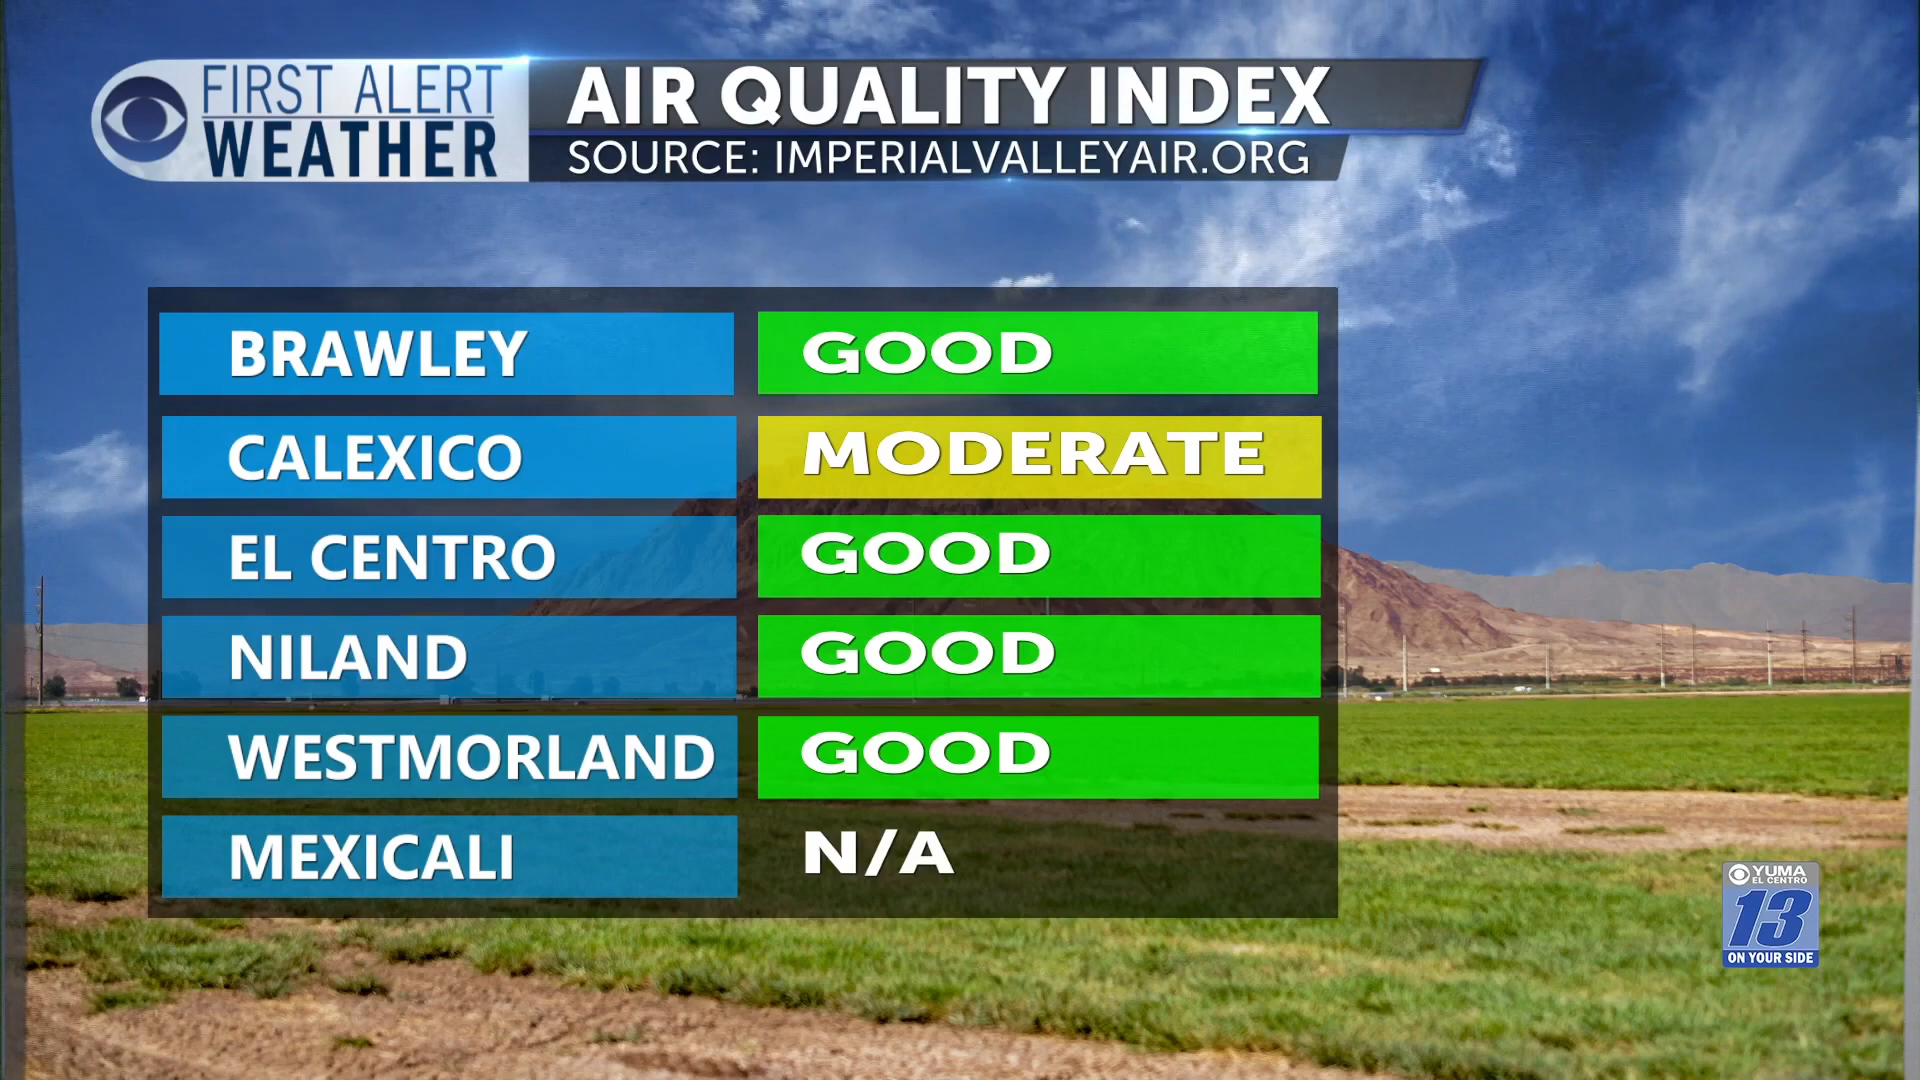 FIRST ALERT
WEATHER
AIR QUALITY INDEX
SOURCE: IMPERIALVALLEYAIR.ORG
BRAWLEY GOOD
CALEXICO MODERATE
EL CENTRO GOOD
NILAND GOOD
WESTMORLAND GOOD
MEXICALI N/A
YUMA
EL CENTRO
13
ON YOUR SIDE